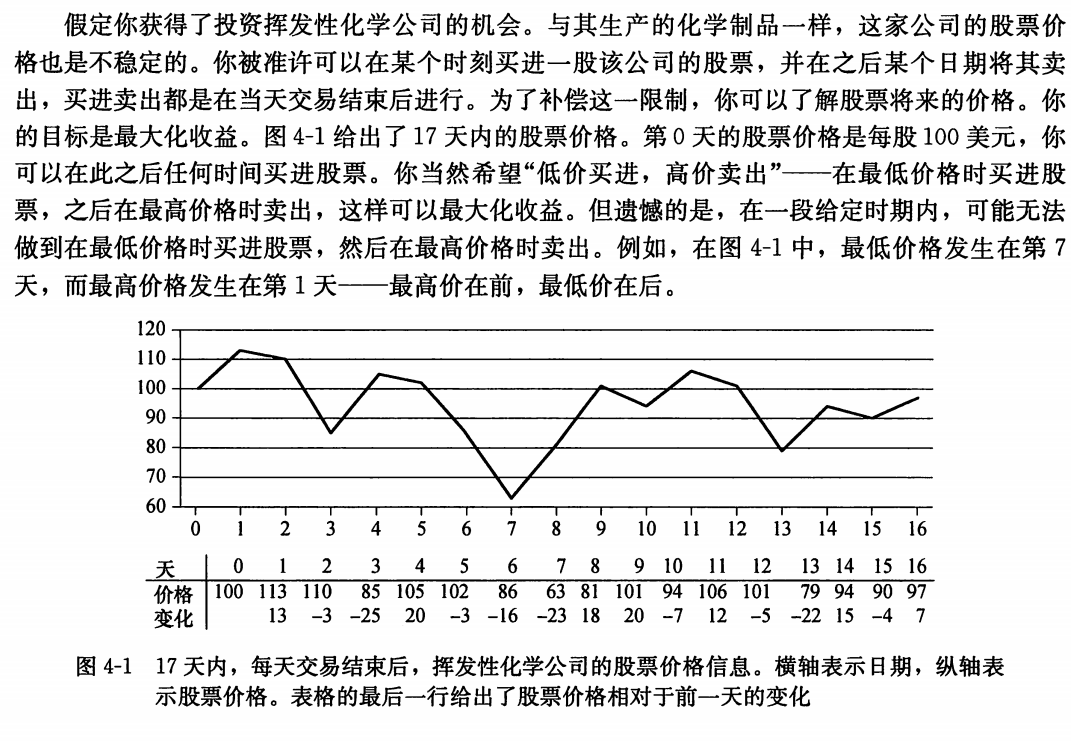 假定你获得了投资挥发性化学公司的机会。与其生产的化学制品一样，这家公司的股票价
格也是不稳定的。你被准许可以在某个时刻买进一股该公司的股票，并在之后某个日期将其卖
出，买进卖出都是在当天交易结束后进行。为了补偿这一限制，你可以了解股票将来的价格。你
的目标是最大化收益。图 4-1 给出了 17 天内的股票价格。第 0 天的股票价格是每股 100 美元，你
可以在此之后任何时间买进股票。你当然希望“低价买进，高价卖出”——在最低价格时买进股
票，之后在最高价格时卖出，这样可以最大化收益。但遗憾的是，在一段给定时期内，可能无法
做到在最低价格时买进股票，然后在最高价格时卖出。例如，在图 4-1 中，最低价格发生在第 7
天，而最高价格发生在第 1 天——最高价在前，最低价在后。
120
110
100
90
80
70
60
0 1 2 3 4 5 6 7 8 9 10 11 12 13 14 15 16
天 0 1 2 3 4 5 6 7 8 9 10 11 12 13 14 15 16
价格 100 113 110 85 105 102 86 63 81 101 94 106 101 79 94 90 97
变化 13 -3 -25 20 -3 -16 -23 18 20 -7 12 -5 -22 15 -4 7
图 4-1 17 天内，每天交易结束后，挥发性化学公司的股票价格信息。横轴表示日期，纵轴表
示股票价格。表格的最后一行给出了股票价格相对于前一天的变化